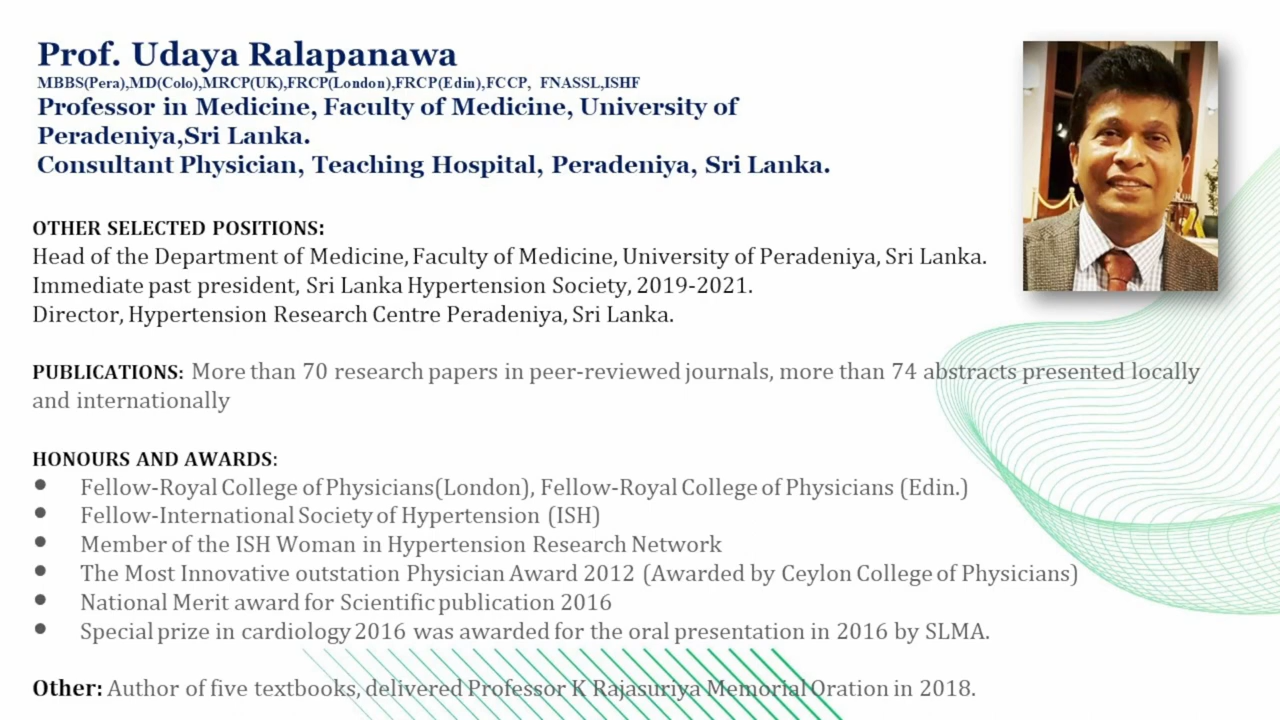 Prof. Udaya Ralapanawa
MBBS(Pera),MD(Colo),MRCP(UK),FRCP(London),FRCP(Edin),FCCP, FNASSL,ISHF
Professor in Medicine, Faculty of Medicine, University of
Peradeniya,Sri Lanka.
Consultant Physician, Teaching Hospital, Peradeniya, Sri Lanka.
OTHER SELECTED POSITIONS:
Head of the Department of Medicine, Faculty of Medicine, University of Peradeniya, Sri Lanka.
Immediate past president, Sri Lanka Hypertension Society, 2019-2021.
Director, Hypertension Research Centre Peradeniya, Sri Lanka.
PUBLICATIONS: More than 70 research papers in peer-reviewed journals, more than 74 abstracts presented locally
and internationally
HONOURS AND AWARDS:
● Fellow-Royal College of Physicians(London), Fellow-Royal College of Physicians (Edin.)
● Fellow-International Society of Hypertension (ISH)
● Member of the ISH Woman in Hypertension Research Network
● The Most Innovative outstation Physician Award 2012 (Awarded by Ceylon College of Physicians)
● National Merit award for Scientific publication 2016
● Special prize in cardiology 2016 was awarded for the oral presentation in 2016 by SLMA.
Other: Author of five textbooks, delivered Professor K Rajasuriya Memorial Oration in 2018.